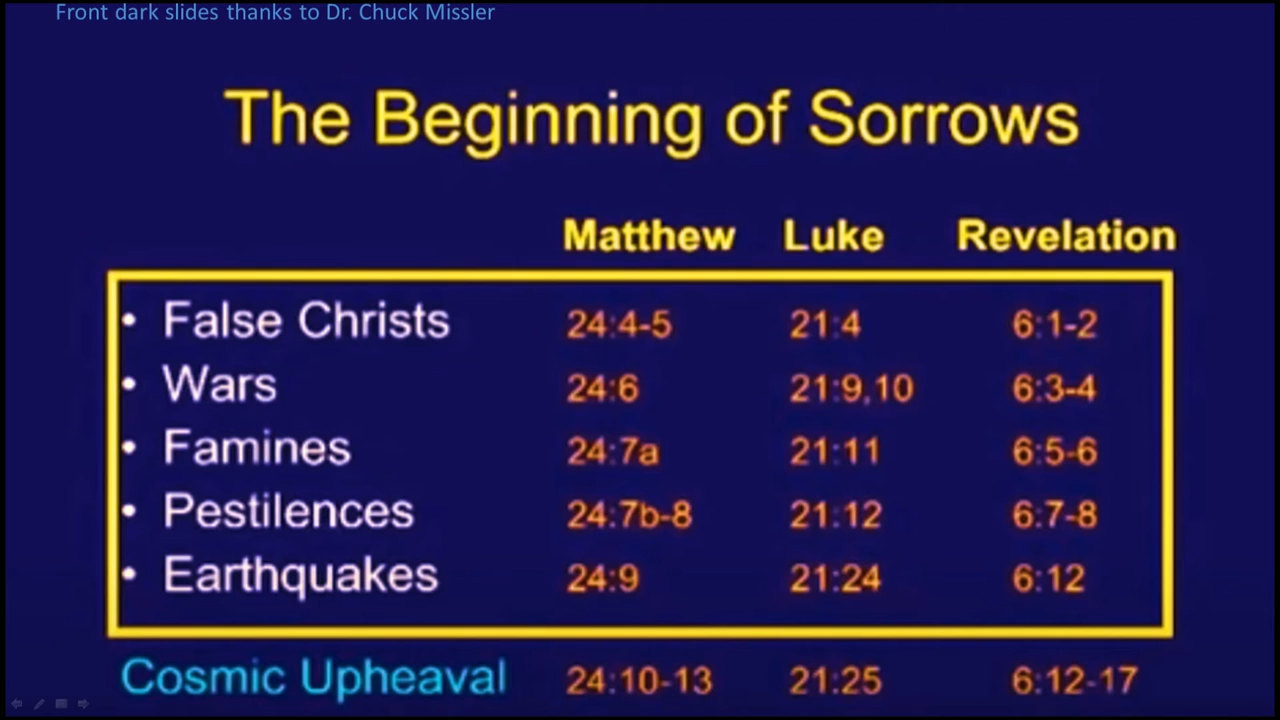 Front dark slides thanks to Dr. Chuck Missler
The Beginning of Sorrows
Matthew Luke Revelation
• False Christs 24:4-5 21:4 6:1-2
• Wars 24:6 21:9,10 6:3-4
• Famines 24:7a 21:11 6:5-6
• Pestilences 24:7b-8 21:12 6:7-8
• Earthquakes 24:9 21:24 6:12
Cosmic Upheaval 24:10-13 21:25 6:12-17